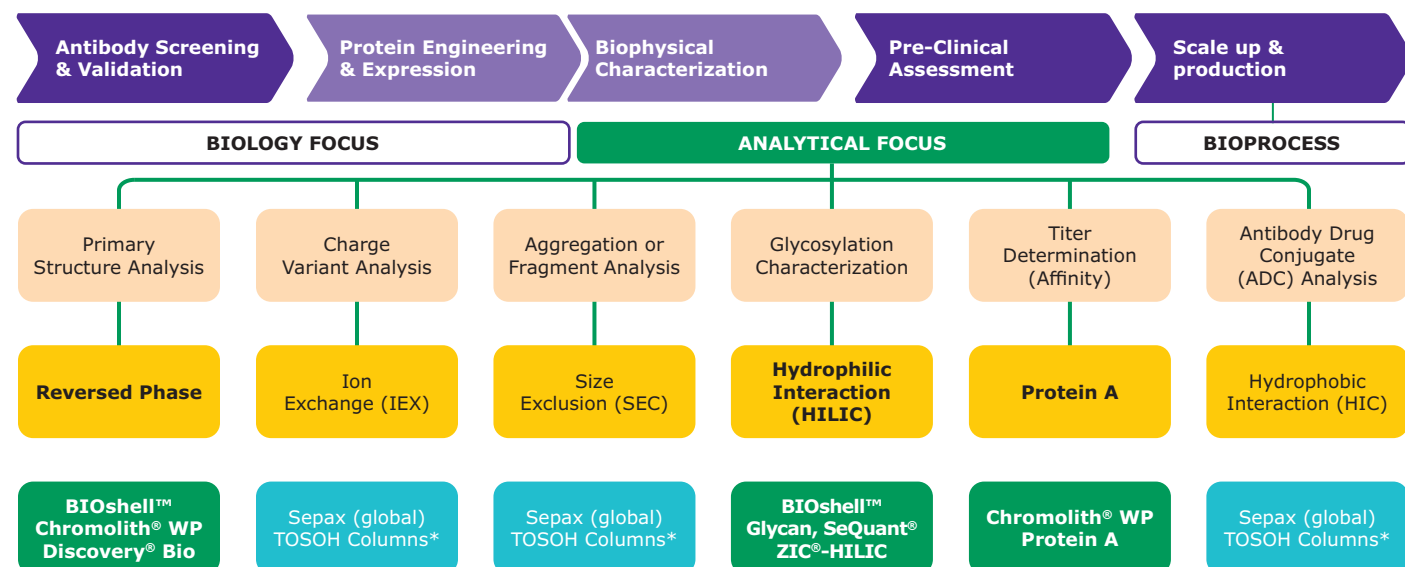 Antibody Screening
& Validation
Protein Engineering
& Expression
Biophysical
Characterization
Pre-Clinical
Assessment
Scale up &
production
BIOLOGY FOCUS
ANALYTICAL FOCUS
BIOPROCESS
Primary
Structure Analysis
Charge
Variant Analysis
Aggregation or
Fragment Analysis
Glycosylation
Characterization
Titer
Determination
(Affinity)
Antibody Drug
Conjugate
(ADC) Analysis
Reversed Phase
Ion
Exchange (IEX)
Size
Exclusion (SEC)
Hydrophilic
Interaction
(HILIC)
Protein A
Hydrophobic
Interaction (HIC)
BIOshell™
Chromolith® WP
Discovery® Bio
Sepax (global)
TOSOH Columns*
Sepax (global)
TOSOH Columns*
BIOshell™
Glycan, SeQuant®
ZIC®-HILIC
Chromolith® WP
Protein A
Sepax (global)
TOSOH Columns*